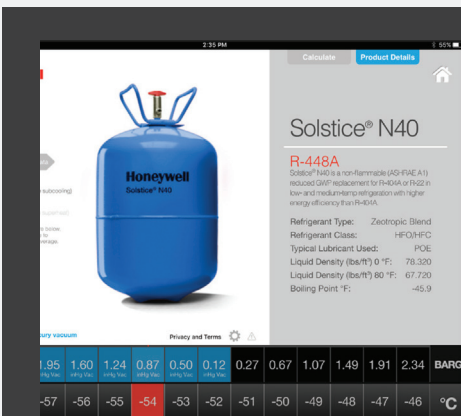 2:35 PM
55%
Calculate
Product Details
Solstice® N40
R-448A
Solstice® N40 is a non-flammable (ASHRAE A1)
reduced GWP replacement for R-404A or R-22 in
low- and medium-temp refrigeration with higher
energy efficiency than R-404A.
Refrigerant Type: Zeotropic Blend
Refrigerant Class: HFO/HFC
Typical Lubricant Used: POE
Liquid Density (lbs/ft³) 0 °F: 78.320
Liquid Density (lbs/ft³) 80 °F: 67.720
Boiling Point °F: -45.9
Honeywell
Solstice® N40
subcooling)
below.
to
verage.
ury vacuum
Privacy and Terms
1.95 1.60 1.24 0.87 0.50 0.12 0.27 0.67 1.07 1.49 1.91 2.34 BARG
inHg Vac inHg Vac inHg Vac inHg Vac inHg Vac inHg Vac
-57 -56 -55 -54 -53 -52 -51 -50 -49 -48 -47 -46 °C